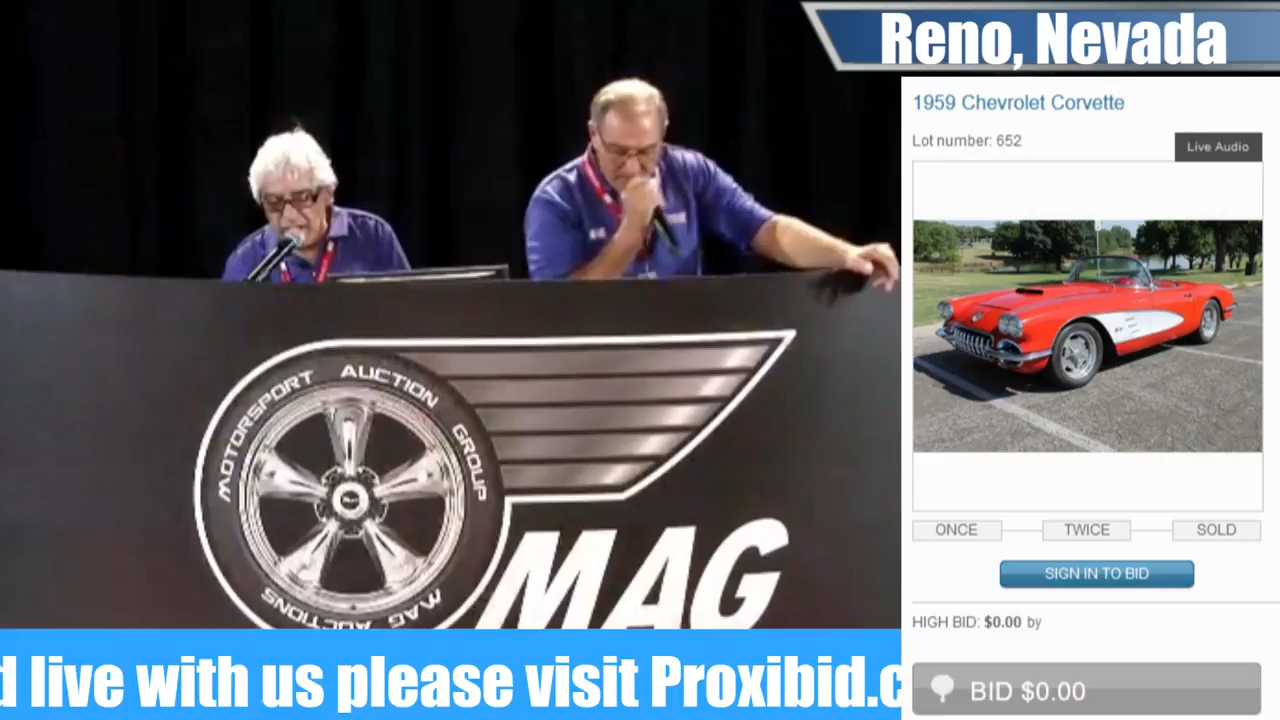 Reno, Nevada
1959 Chevrolet Corvette
Lot number: 652
Live Audio
MOTORSPORT AUCTION GROUP
MAG AUCTIONS
MAG
ONCE
TWICE
SOLD
SIGN IN TO BID
HIGH BID: $0.00 by
BID $0.00
d live with us please visit Proxibid.c